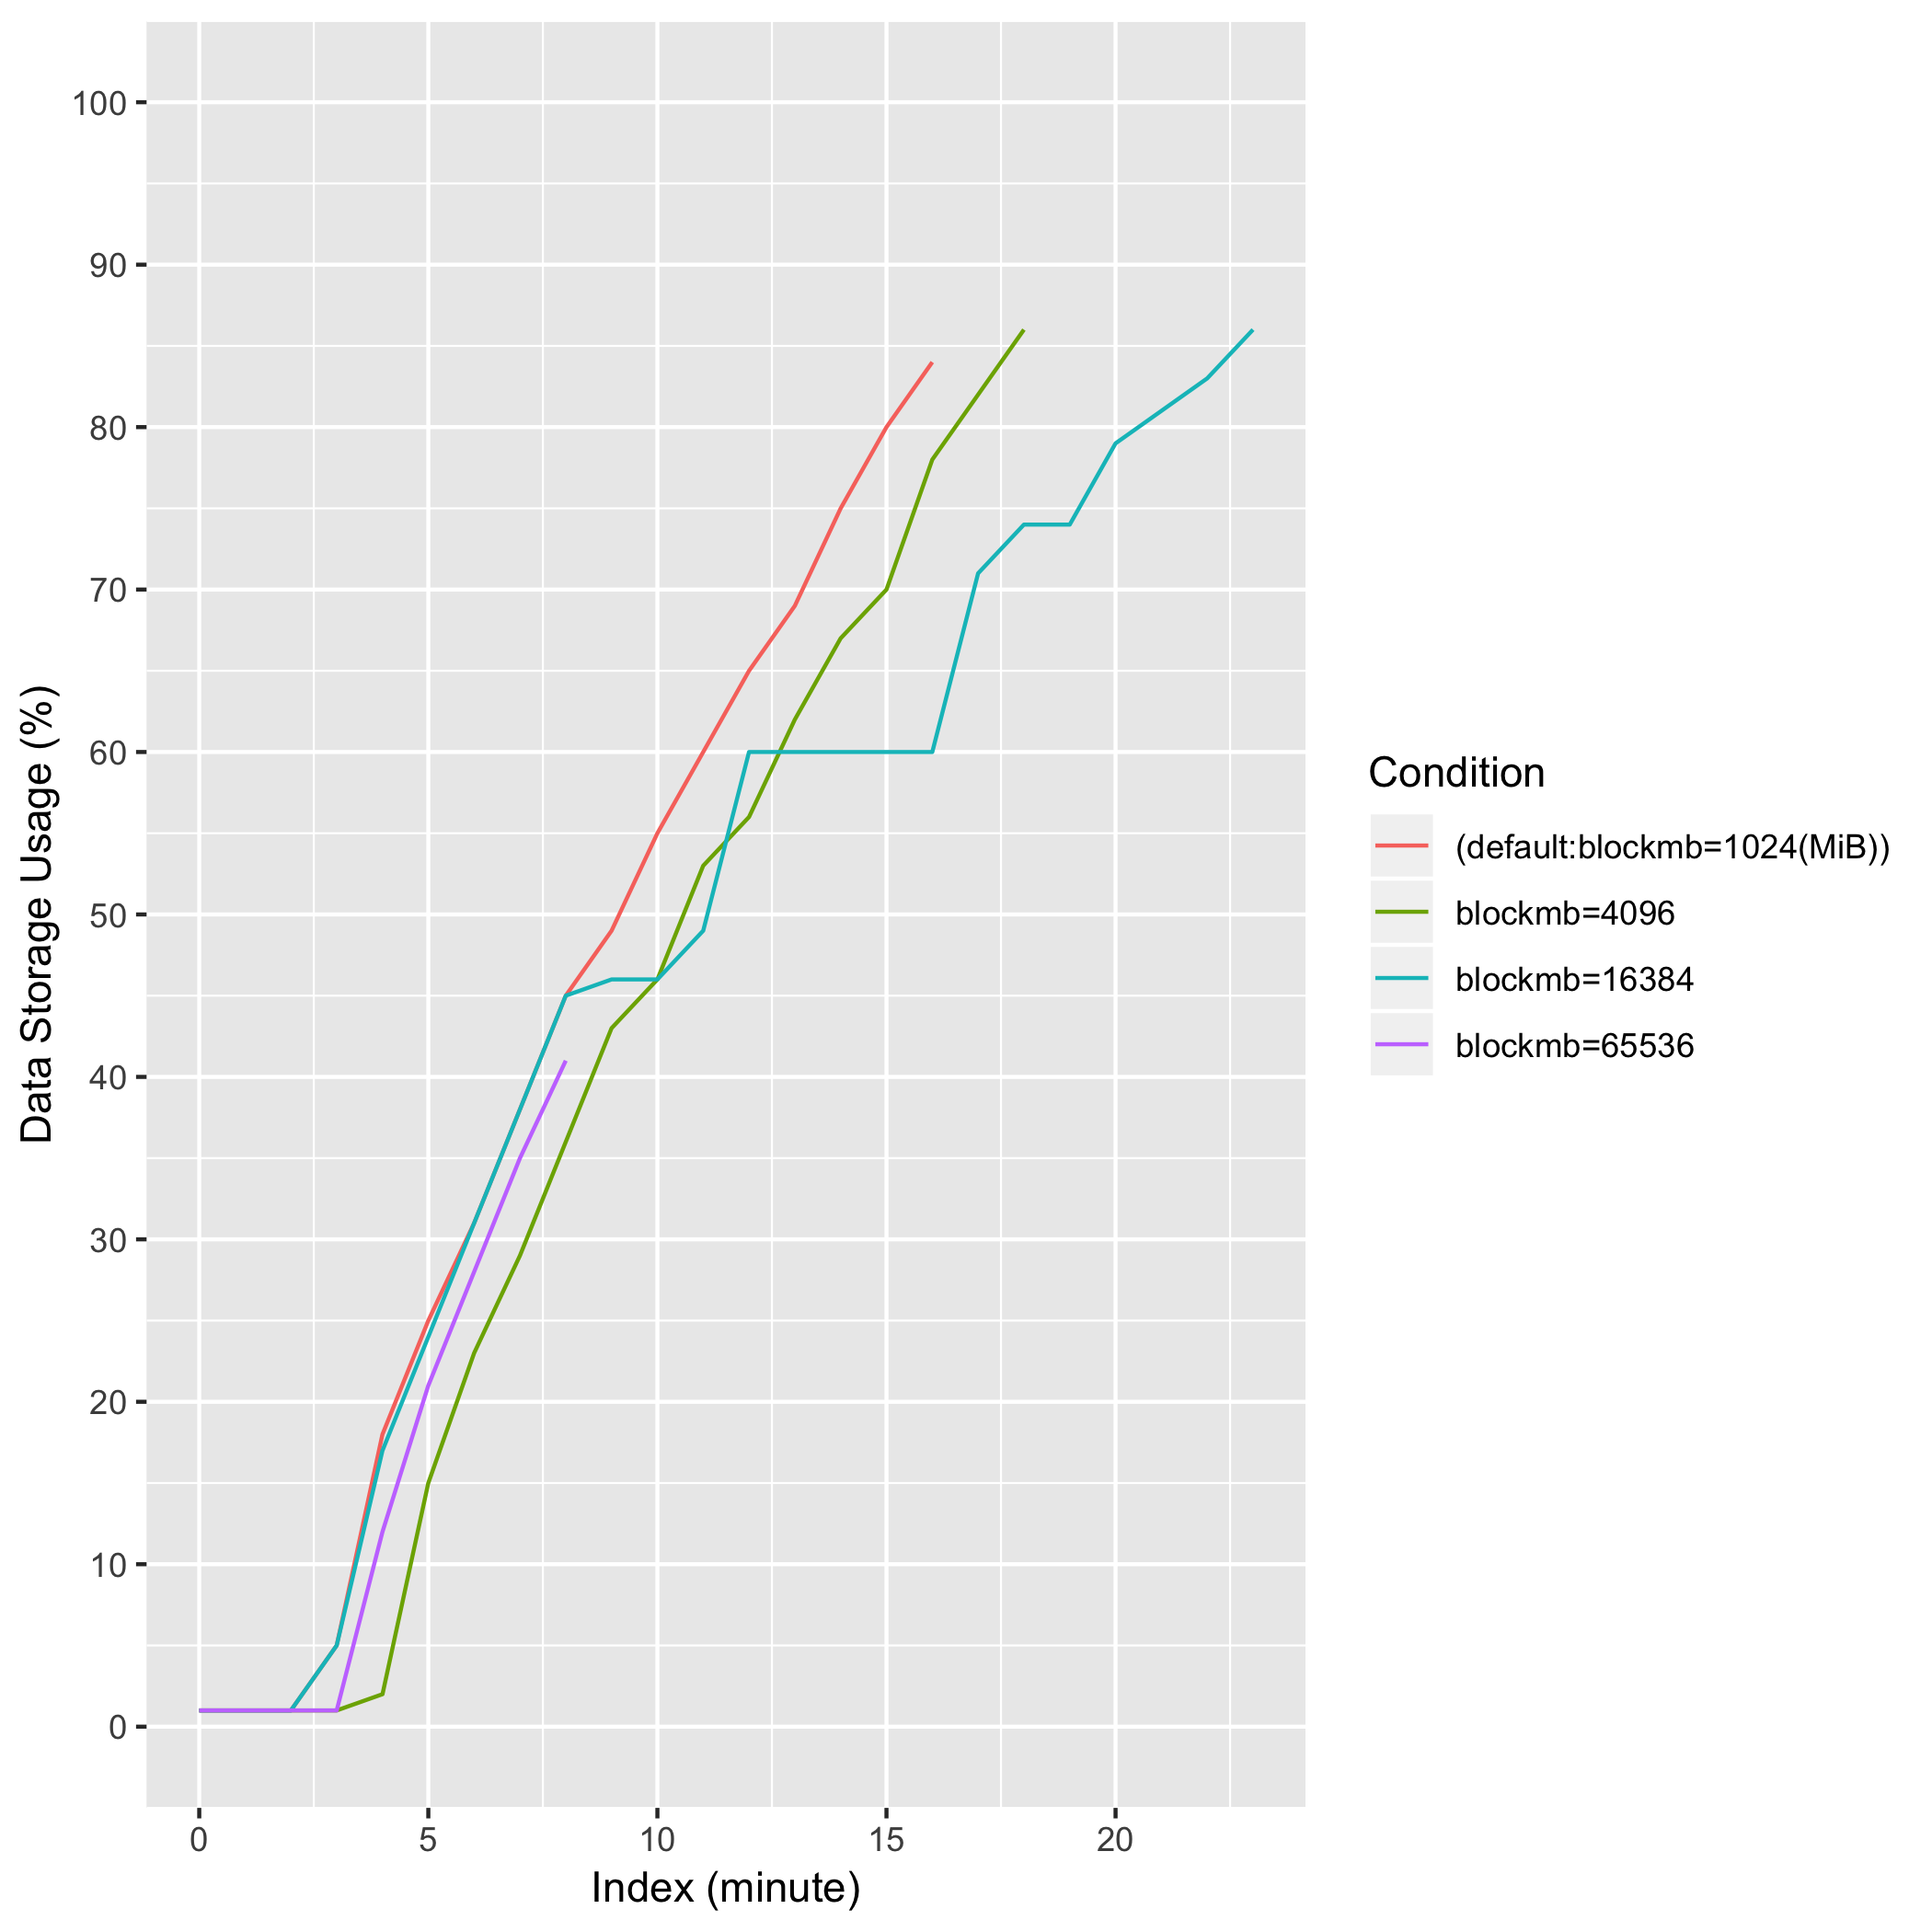 100
90
80
70
60
50
40
30
20
10
0
Data Storage Usage (%)
0 5 10 15 20
Index (minute)
Condition
(default:blockmb=1024(MiB))
blockmb=4096
blockmb=16384
blockmb=65536